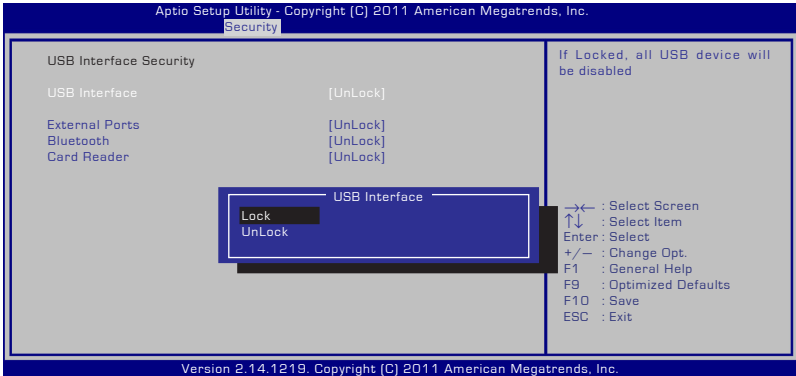 Aptio Setup Utility - Copyright (C) 2011 American Megatrends, Inc.
Security
USB Interface Security
USB Interface [UnLock]
External Ports [UnLock]
Bluetooth [UnLock]
Card Reader [UnLock]
If Locked, all USB device will
be disabled
USB Interface
Lock
UnLock
→← : Select Screen
↑↓ : Select Item
Enter : Select
+/— : Change Opt.
F1 : General Help
F9 : Optimized Defaults
F10 : Save
ESC : Exit
Version 2.14.1219. Copyright (C) 2011 American Megatrends, Inc.